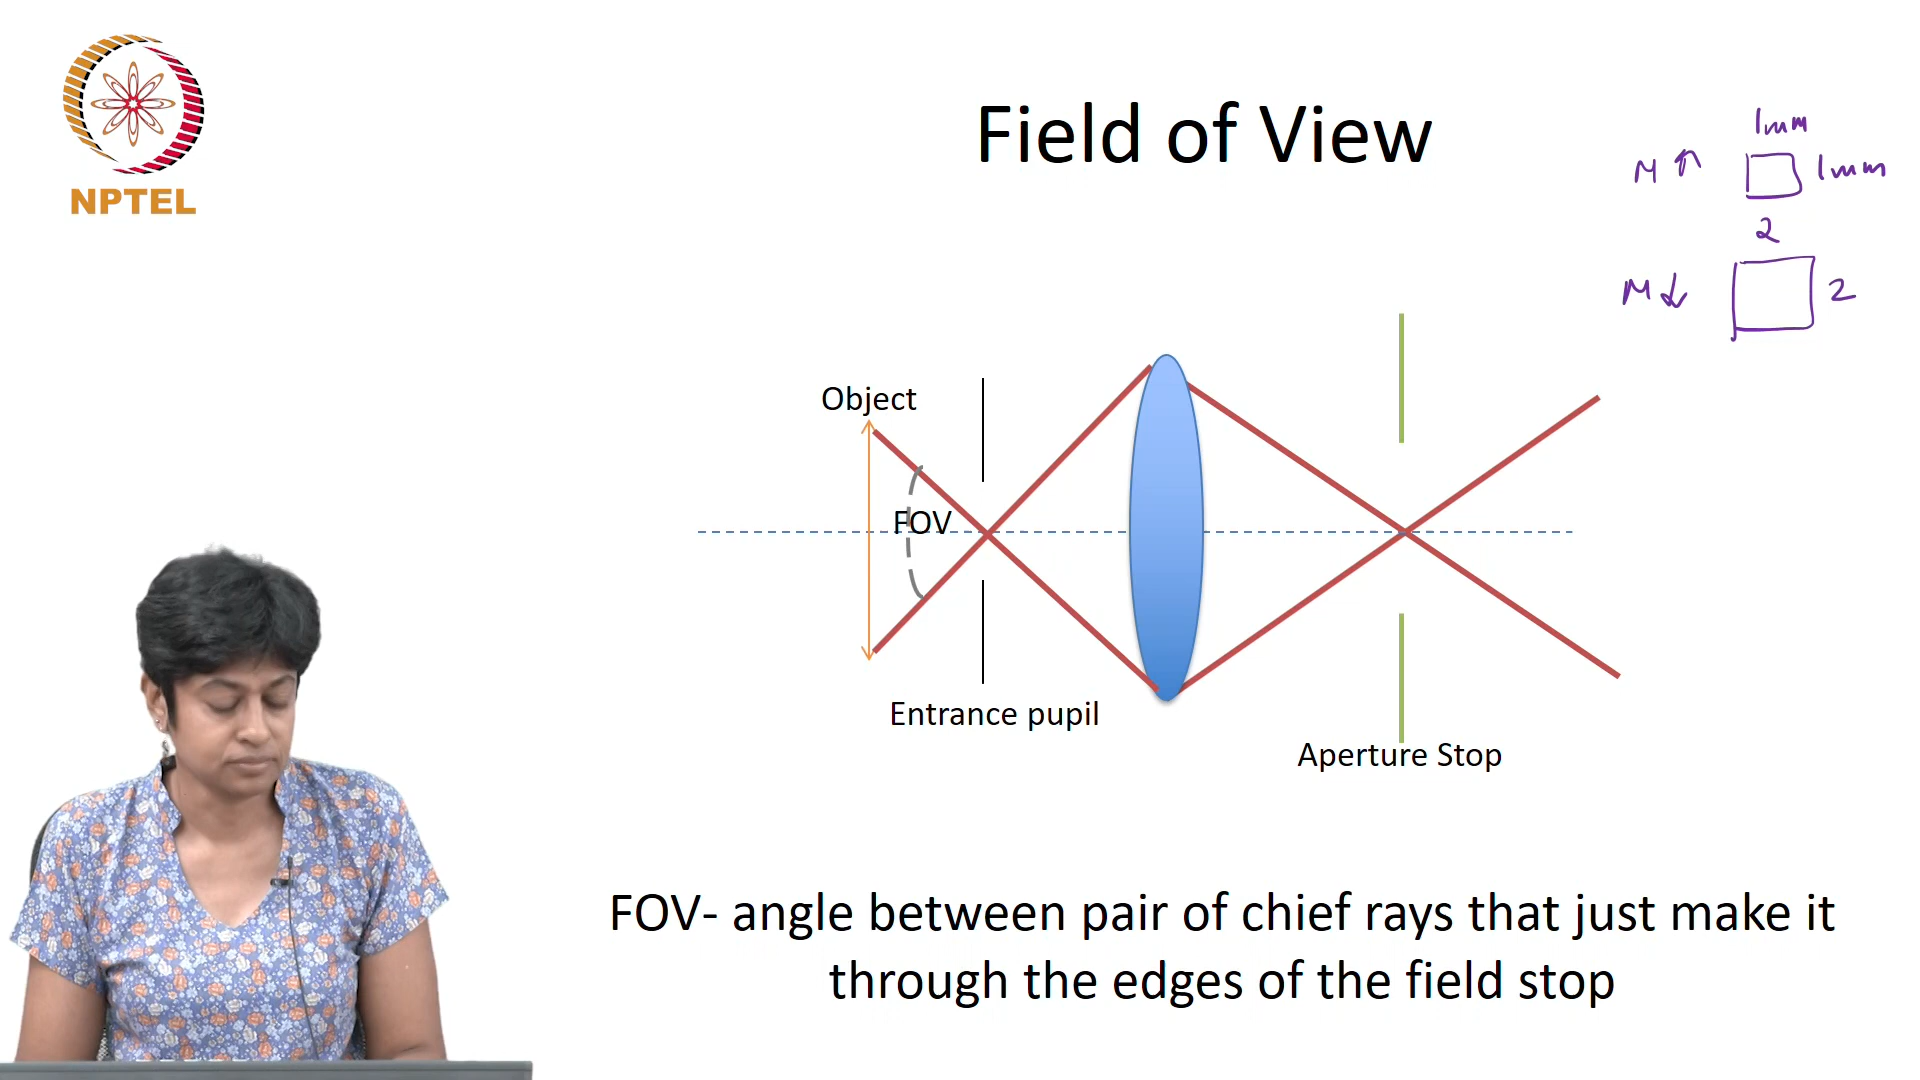 NPTEL
Field of View
1mm
M ↑
1mm
2
M ↓
2
Object
FOV
Entrance pupil
Aperture Stop
FOV- angle between pair of chief rays that just make it
through the edges of the field stop